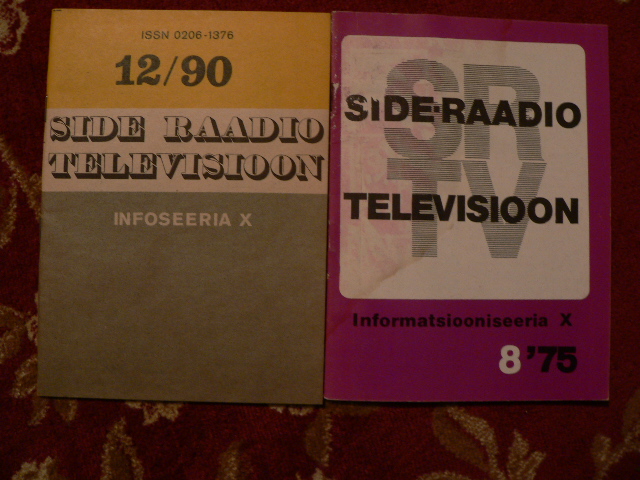 ISSN 0206-1376
12/90
SIDE RAADIO
TELEVISIOON
INFOSEERIA X
SR
SIDE-RAADIO
TV
TELEVISIOON
Informatsiooniseeria X
8 '75